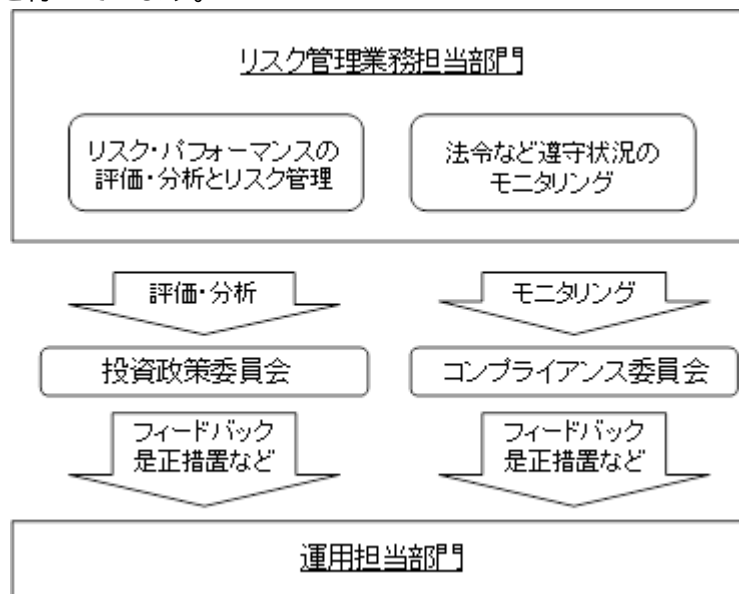 リスク管理業務担当部門
リスク・パフォーマンスの
評価・分析とリスク管理
法令など遵守状況の
モニタリング
評価・分析
モニタリング
投資政策委員会
コンプライアンス委員会
フィードバック
是正措置など
フィードバック
是正措置など
運用担当部門